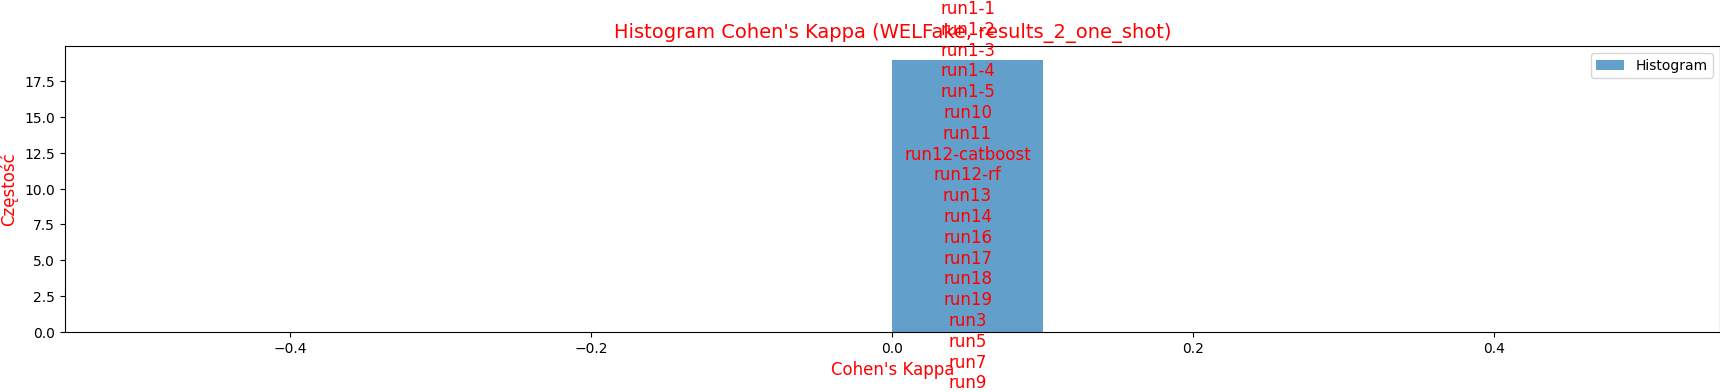 run1-1
Histogram Cohen's Kappa (WELFake, results_2_one_shot)
run1-2
run1-3
Histogram
run1-4
run1-5
run10
run11
run12-catboost
run12-rf
run13
run14
run16
run17
run18
run19
run3
run5
run7
run9
Częstość
17.5
15.0
12.5
10.0
7.5
5.0
2.5
0.0
−0.4
−0.2
0.0
0.2
0.4
Cohen's Kappa